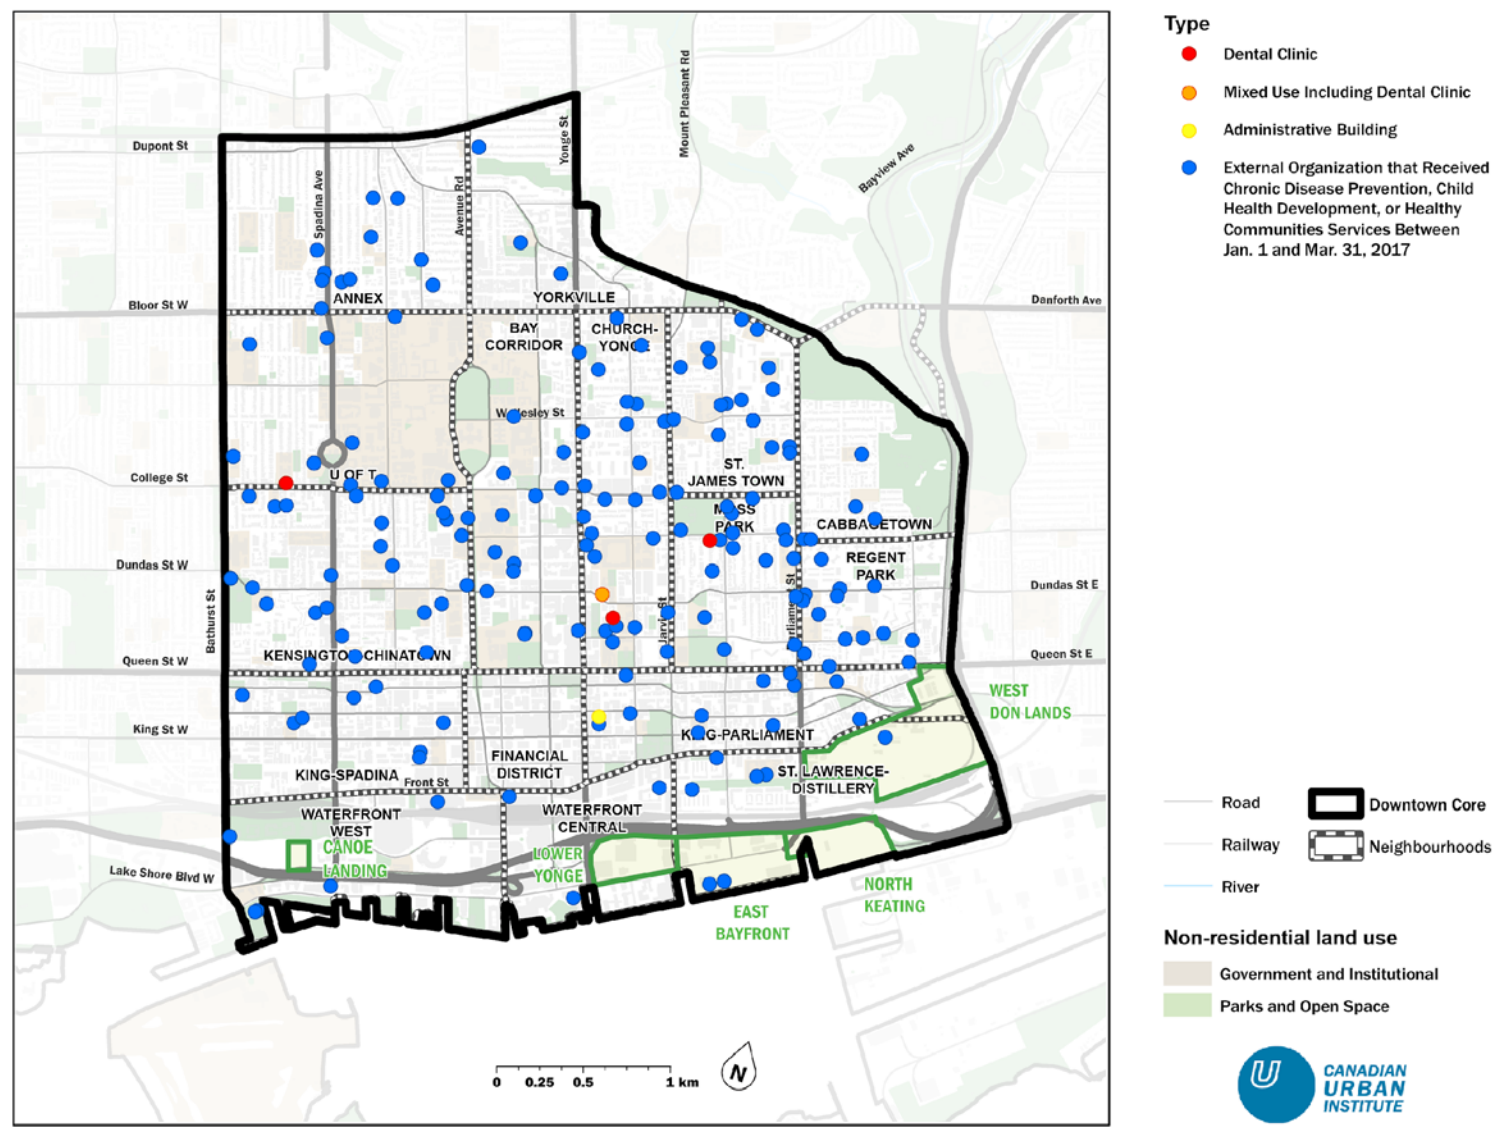 Type
Dental Clinic
Mixed Use Including Dental Clinic
Administrative Building
External Organization that Received
Chronic Disease Prevention, Child
Health Development, or Healthy
Communities Services Between
Jan. 1 and Mar. 31, 2017
Dupont St
Spadina Ave
Avenue Rd
Yonge St
Mount Pleasant Rd
Bayview Ave
Bloor St W
Danforth Ave
ANNEX
YORKVILLE
BAY
CORRIDOR
CHURCH-
YONGE
Wellesley St
College St
U OF T
ST.
JAMES TOWN
MOSS
PARK
CABBAGETOWN
REGENT
PARK
Dundas St W
Dundas St E
Bathurst St
Jarvis St
Parliament St
Queen St W
KENSINGTON-CHINATOWN
Queen St E
WEST
DON LANDS
King St W
KING-PARLIAMENT
FINANCIAL
DISTRICT
KING-SPADINA
Front St
ST. LAWRENCE-
DISTILLERY
WATERFRONT
WEST
WATERFRONT
CENTRAL
CANOE
LANDING
LOWER
YONGE
Lake Shore Blvd W
NORTH
KEATING
EAST
BAYFRONT
0 0.25 0.5 1 km
N
Road
Railway
River
Downtown Core
Neighbourhoods
Non-residential land use
Government and Institutional
Parks and Open Space
CANADIAN
URBAN
INSTITUTE